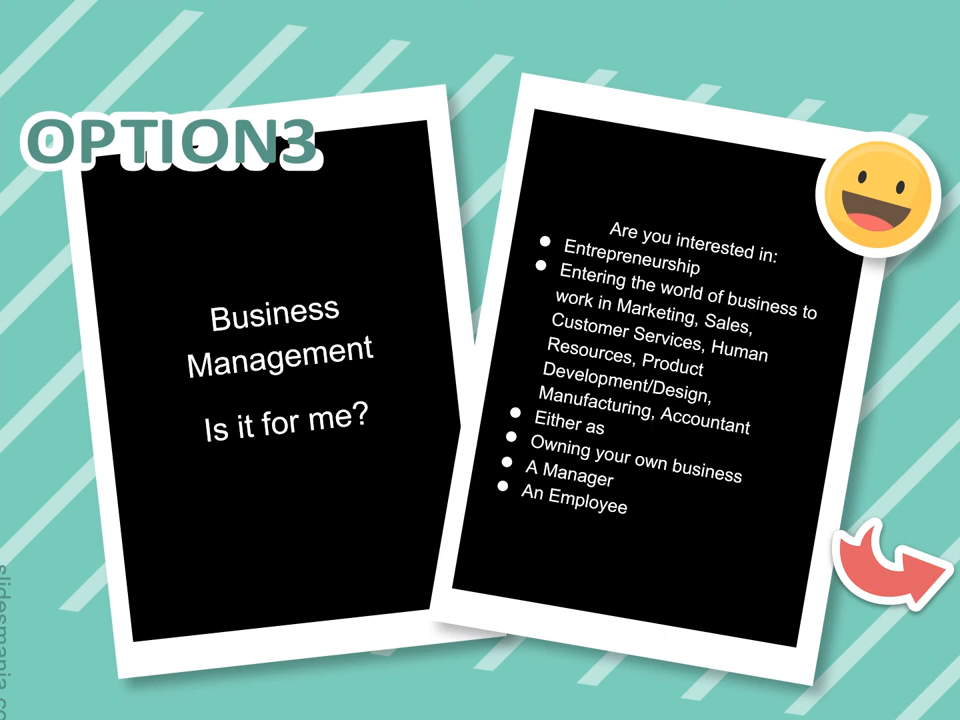 OPTION3
Business
Management
Is it for me?
Are you interested in:
● Entrepreneurship
● Entering the world of business to
work in Marketing, Sales,
Customer Services, Human
Resources, Product
Development/Design,
Manufacturing, Accountant
● Either as
● Owning your own business
● A Manager
● An Employee
slidesmania.co